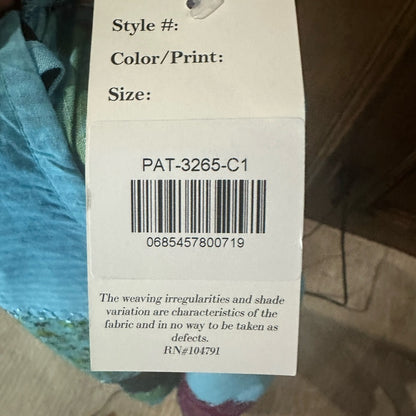 Style #:
Color/Print:
Size:
PAT-3265-C1
0685457800719
The weaving irregularities and shade
variation are characteristics of the
fabric and in no way to be taken as
defects.
RN#104791